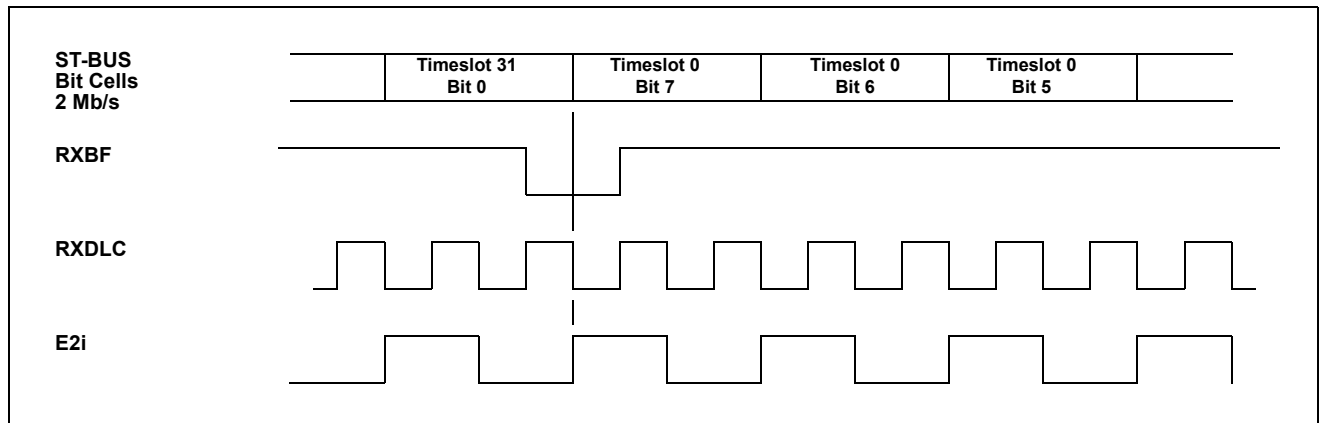 ST-BUS
Bit Cells
2 Mb/s
Timeslot 31
Bit 0
Timeslot 0
Bit 7
Timeslot 0
Bit 6
Timeslot 0
Bit 5
RXBF
RXDLC
E2i